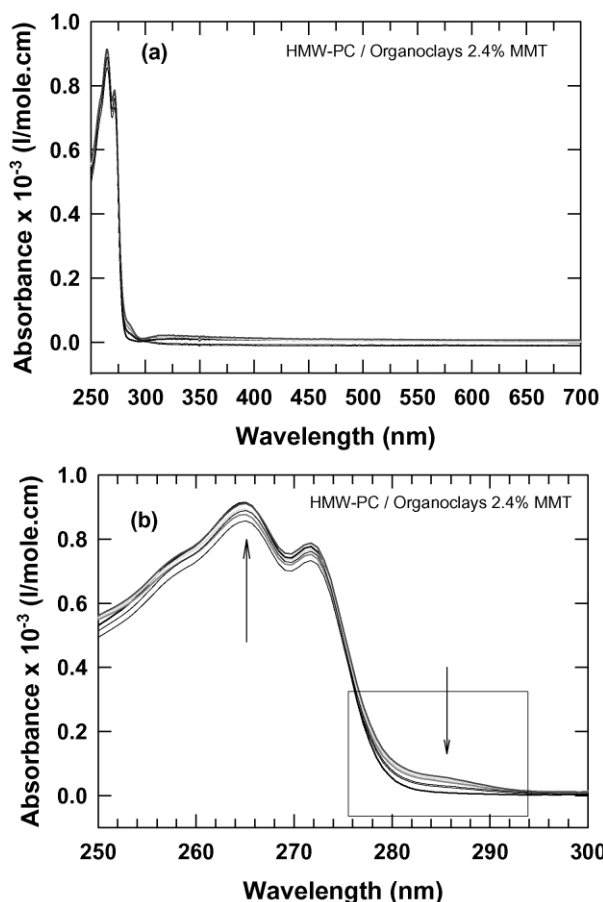 (a)
HMW-PC / Organoclays 2.4% MMT
Absorbance x 10⁻³ (l/mole.cm)
1.0
0.8
0.6
0.4
0.2
0.0
250 300 350 400 450 500 550 600 650 700
Wavelength (nm)
(b)
HMW-PC / Organoclays 2.4% MMT
Absorbance x 10⁻³ (l/mole.cm)
1.0
0.8
0.6
0.4
0.2
0.0
250 260 270 280 290 300
Wavelength (nm)